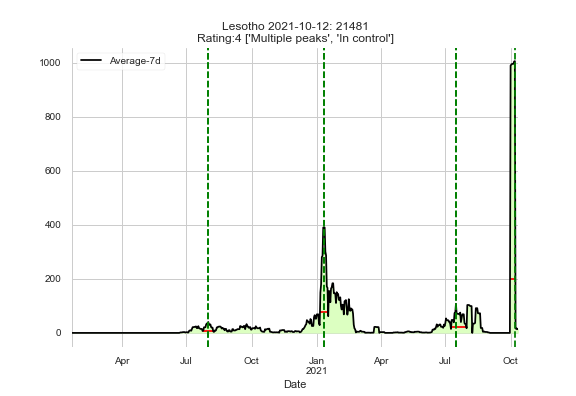 Lesotho 2021-10-12: 21481
Rating:4 ['Multiple peaks', 'In control']
Average-7d
1000
800
600
400
200
0
Apr Jul Oct Jan Apr Jul Oct
2021
Date